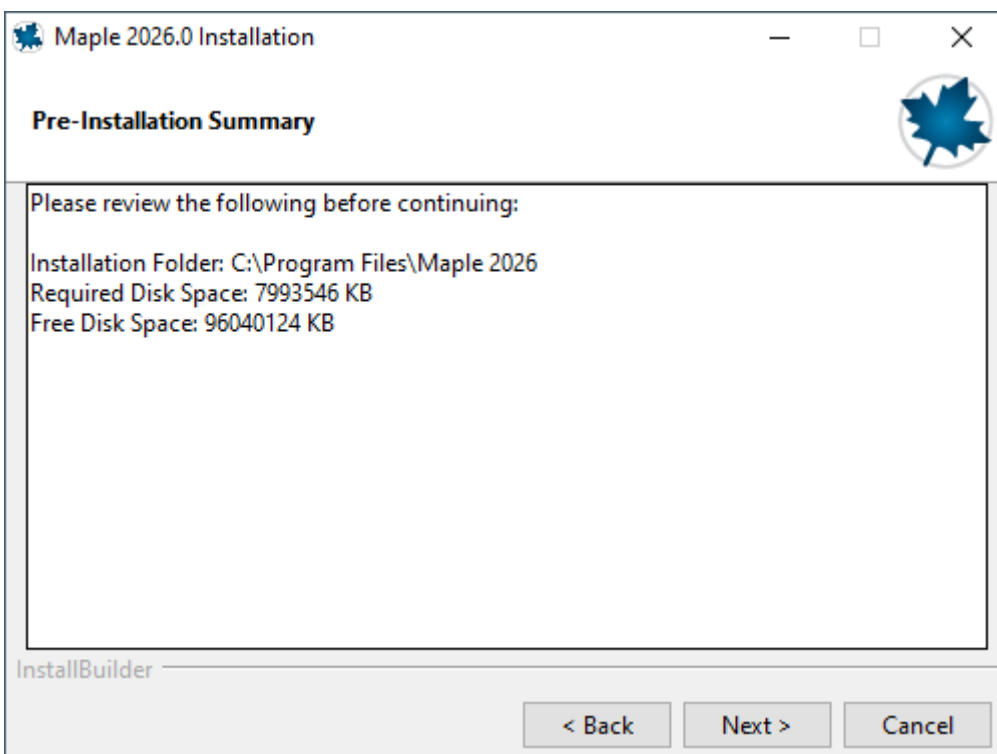 Maple 2026.0 Installation
Pre-Installation Summary
Please review the following before continuing:
Installation Folder: C:\Program Files\Maple 2026
Required Disk Space: 7993546 KB
Free Disk Space: 96040124 KB
InstallBuilder
< Back Next > Cancel